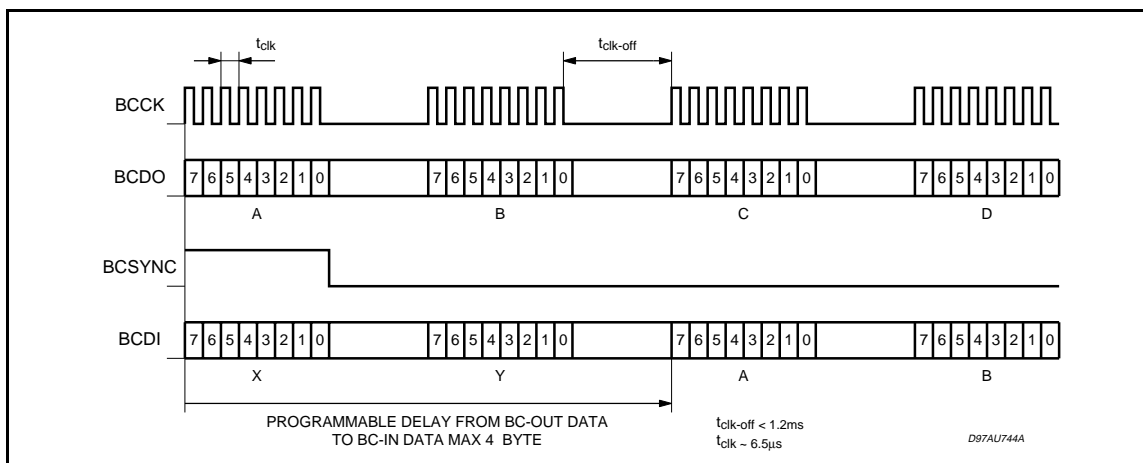 tclk
tclk-off
BCCK
BCDO
7 6 5 4 3 2 1 0
7 6 5 4 3 2 1 0
7 6 5 4 3 2 1 0
7 6 5 4 3 2 1 0
A
B
C
D
BCSYNC
BCDI
7 6 5 4 3 2 1 0
7 6 5 4 3 2 1 0
7 6 5 4 3 2 1 0
7 6 5 4 3 2 1 0
X
Y
A
B
PROGRAMMABLE DELAY FROM BC-OUT DATA
TO BC-IN DATA MAX 4 BYTE
tclk-off < 1.2ms
tclk ~ 6.5µs
D97AU744A